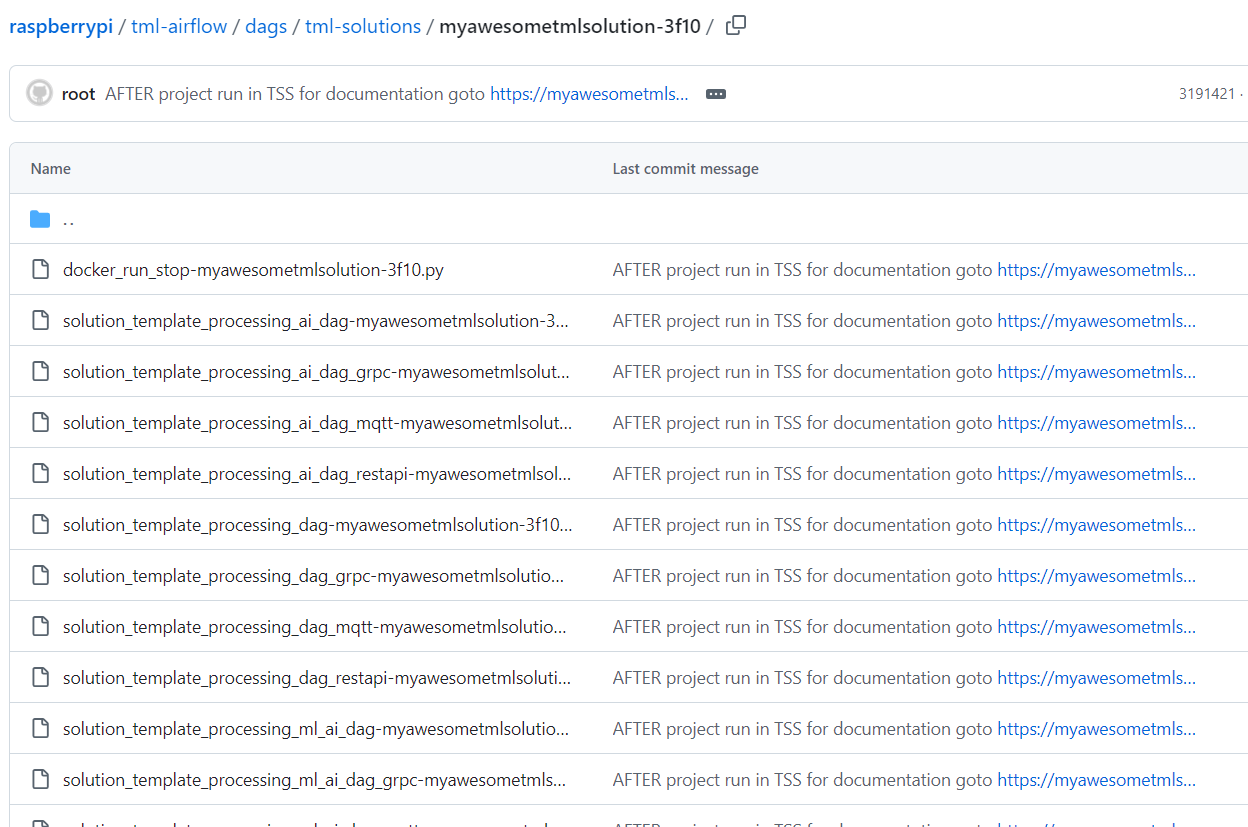 raspberrypi / tml-airflow / dags / tml-solutions / myawesometmlsolution-3f10 /
root AFTER project run in TSS for documentation goto https://myawesometmls... 3191421 ·
Name Last commit message
..
docker_run_stop-myawesometmlsolution-3f10.py AFTER project run in TSS for documentation goto https://myawesometmls...
solution_template_processing_ai_dag-myawesometmlsolution-3... AFTER project run in TSS for documentation goto https://myawesometmls...
solution_template_processing_ai_dag_grpc-myawesometmlsolut... AFTER project run in TSS for documentation goto https://myawesometmls...
solution_template_processing_ai_dag_mqtt-myawesometmlsolut... AFTER project run in TSS for documentation goto https://myawesometmls...
solution_template_processing_ai_dag_restapi-myawesometmlsol... AFTER project run in TSS for documentation goto https://myawesometmls...
solution_template_processing_dag-myawesometmlsolution-3f10... AFTER project run in TSS for documentation goto https://myawesometmls...
solution_template_processing_dag_grpc-myawesometmlsolutio... AFTER project run in TSS for documentation goto https://myawesometmls...
solution_template_processing_dag_mqtt-myawesometmlsolutio... AFTER project run in TSS for documentation goto https://myawesometmls...
solution_template_processing_dag_restapi-myawesometmlsoluti... AFTER project run in TSS for documentation goto https://myawesometmls...
solution_template_processing_ml_ai_dag-myawesometmlsolutio... AFTER project run in TSS for documentation goto https://myawesometmls...
solution_template_processing_ml_ai_dag_grpc-myawesometmls... AFTER project run in TSS for documentation goto https://myawesometmls...